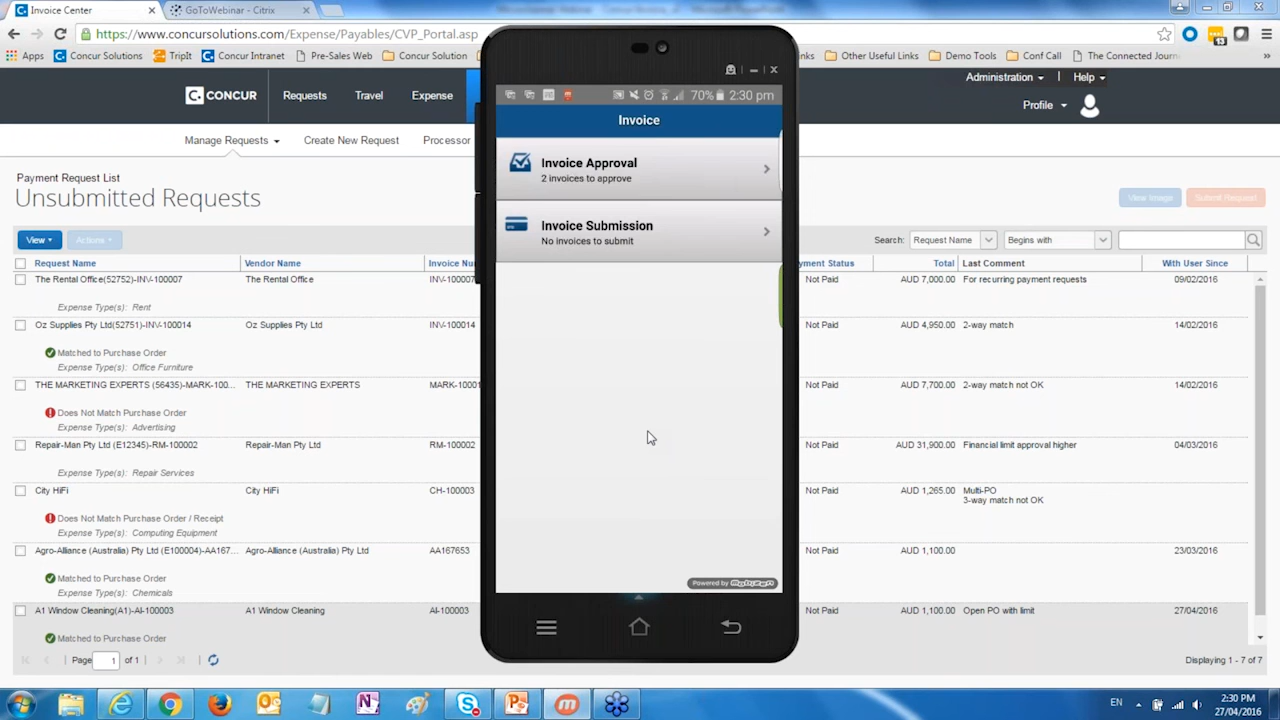 Invoice Center
GoToWebinar - Citrix
https://www.concursolutions.com/Expense/Payables/CVP_Portal.asp
13
Apps
Concur Solutions
TripIt
Concur Intranet
Pre-Sales Web
Concur Solution
Other Useful Links
Demo Tools
Conf Call
The Connected Journ
CONCUR
Requests
Travel
Expense
Administration
Help
Profile
Manage Requests
Create New Request
Processor
Payment Request List
Unsubmitted Requests
View Image
Submit Request
View
Actions
Search:
Request Name
Begins with
Request Name
Vendor Name
Invoice Nu
yment Status
Total
Last Comment
With User Since
The Rental Office(52752)-INV-100007
The Rental Office
INV-100007
Not Paid
AUD 7,000.00
For recurring payment requests
09/02/2016
Expense Type(s): Rent
Oz Supplies Pty Ltd(52751)-INV-100014
Oz Supplies Pty Ltd
INV-100014
Not Paid
AUD 4,950.00
2-way match
14/02/2016
Matched to Purchase Order
Expense Type(s): Office Furniture
THE MARKETING EXPERTS (56435)-MARK-100...
THE MARKETING EXPERTS
MARK-1000
Not Paid
AUD 7,700.00
2-way match not OK
14/02/2016
Does Not Match Purchase Order
Expense Type(s): Advertising
Repair-Man Pty Ltd (E12345)-RM-100002
Repair-Man Pty Ltd
RM-100002
Not Paid
AUD 31,900.00
Financial limit approval higher
04/03/2016
Expense Type(s): Repair Services
City HiFi
City HiFi
CH-100003
Not Paid
AUD 1,265.00
Multi-PO
3-way match not OK
Does Not Match Purchase Order / Receipt
Expense Type(s): Computing Equipment
Agro-Alliance (Australia) Pty Ltd (E100004)-AA167...
Agro-Alliance (Australia) Pty Ltd
AA167653
Not Paid
AUD 1,100.00
23/03/2016
Matched to Purchase Order
Expense Type(s): Chemicals
A1 Window Cleaning(A1)-AI-100003
A1 Window Cleaning
AI-100003
Not Paid
AUD 1,100.00
Open PO with limit
27/04/2016
Matched to Purchase Order
Page 1 of 1
Displaying 1 - 7 of 7
70% 2:30 pm
Invoice
Invoice Approval
2 invoices to approve
Invoice Submission
No invoices to submit
Powered by Mobizen
EN
2:30 PM
27/04/2016